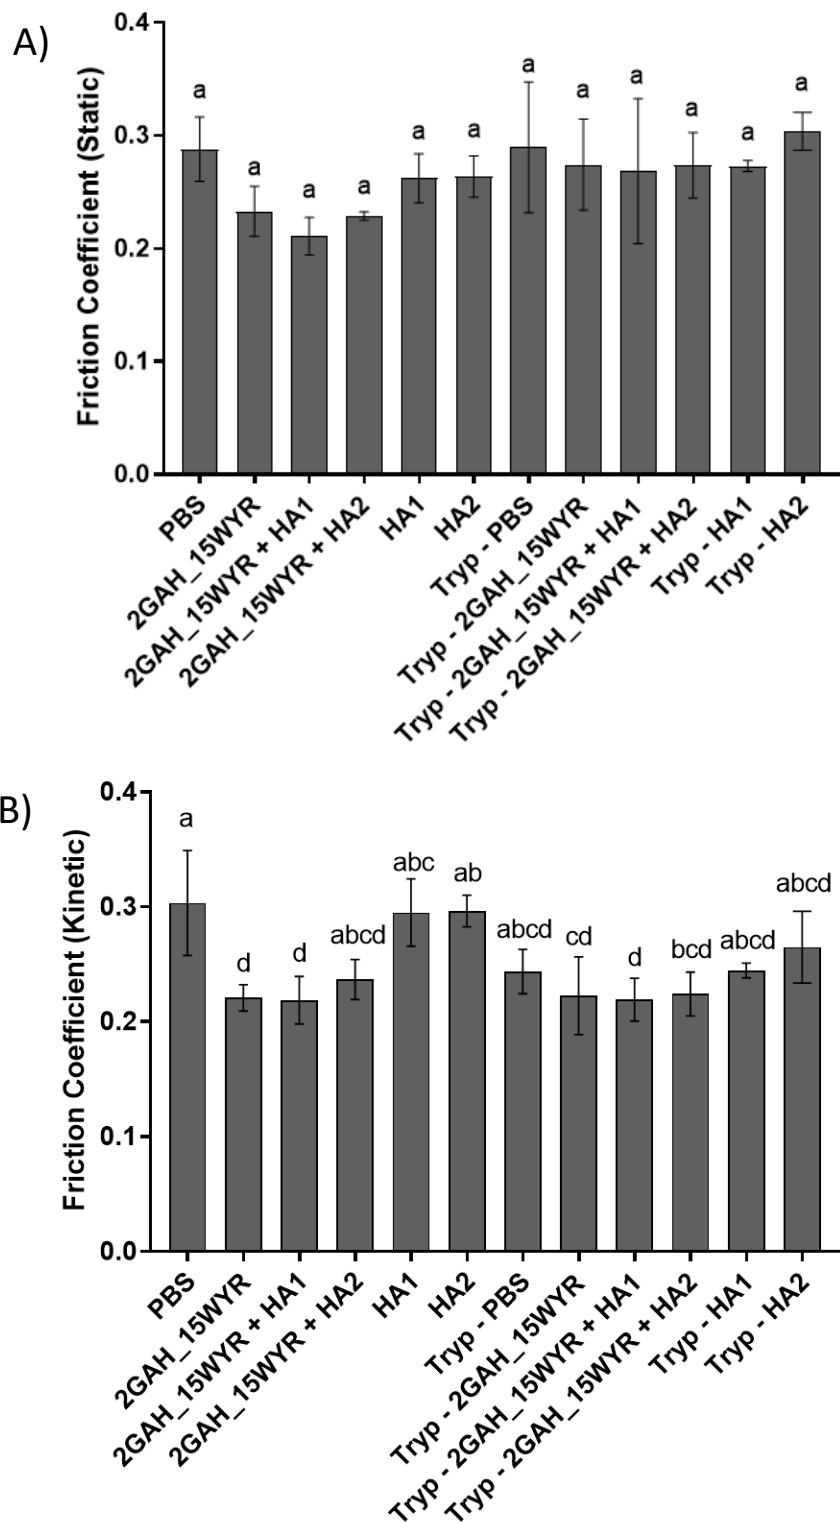 A)
Friction Coefficient (Static)
0.4
0.3
0.2
0.1
0.0
a
a
a
a
a
a
a
a
a
a
a
a
PBS
2GAH_15WYR
2GAH_15WYR + HA1
2GAH_15WYR + HA2
HA1
HA2
Tryp - PBS
Tryp - 2GAH_15WYR
Tryp - 2GAH_15WYR + HA1
Tryp - 2GAH_15WYR + HA2
Tryp - HA1
Tryp - HA2
B)
Friction Coefficient (Kinetic)
0.4
0.3
0.2
0.1
0.0
a
d
d
abcd
abc
ab
abcd
cd
d
bcd
abcd
abcd
PBS
2GAH_15WYR
2GAH_15WYR + HA1
2GAH_15WYR + HA2
HA1
HA2
Tryp - PBS
Tryp - 2GAH_15WYR
Tryp - 2GAH_15WYR + HA1
Tryp - 2GAH_15WYR + HA2
Tryp - HA1
Tryp - HA2